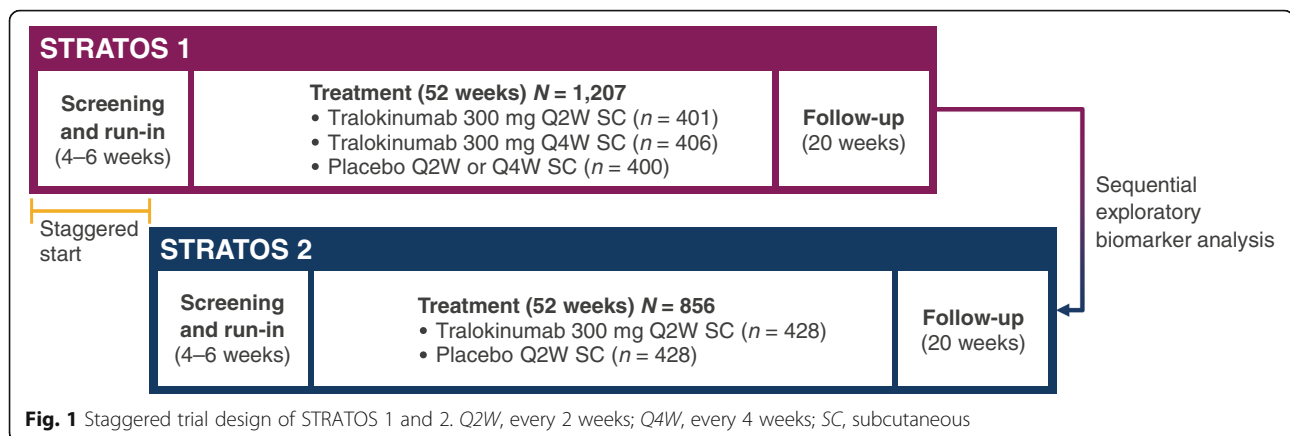 STRATOS 1
Screening
and run-in
(4–6 weeks)
Treatment (52 weeks) N = 1,207
• Tralokinumab 300 mg Q2W SC (n = 401)
• Tralokinumab 300 mg Q4W SC (n = 406)
• Placebo Q2W or Q4W SC (n = 400)
Follow-up
(20 weeks)
Sequential
exploratory
biomarker analysis
Staggered
start
STRATOS 2
Screening
and run-in
(4–6 weeks)
Treatment (52 weeks) N = 856
• Tralokinumab 300 mg Q2W SC (n = 428)
• Placebo Q2W SC (n = 428)
Follow-up
(20 weeks)
Fig. 1 Staggered trial design of STRATOS 1 and 2. Q2W, every 2 weeks; Q4W, every 4 weeks; SC, subcutaneous